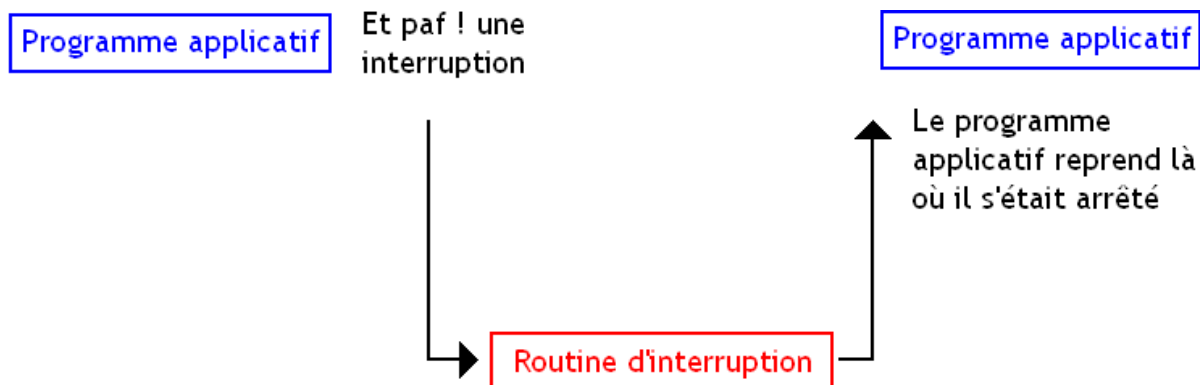 Programme applicatif
Et paf ! une
interruption
Programme applicatif
Le programme
applicatif reprend là
où il s'était arrêté
Routine d'interruption